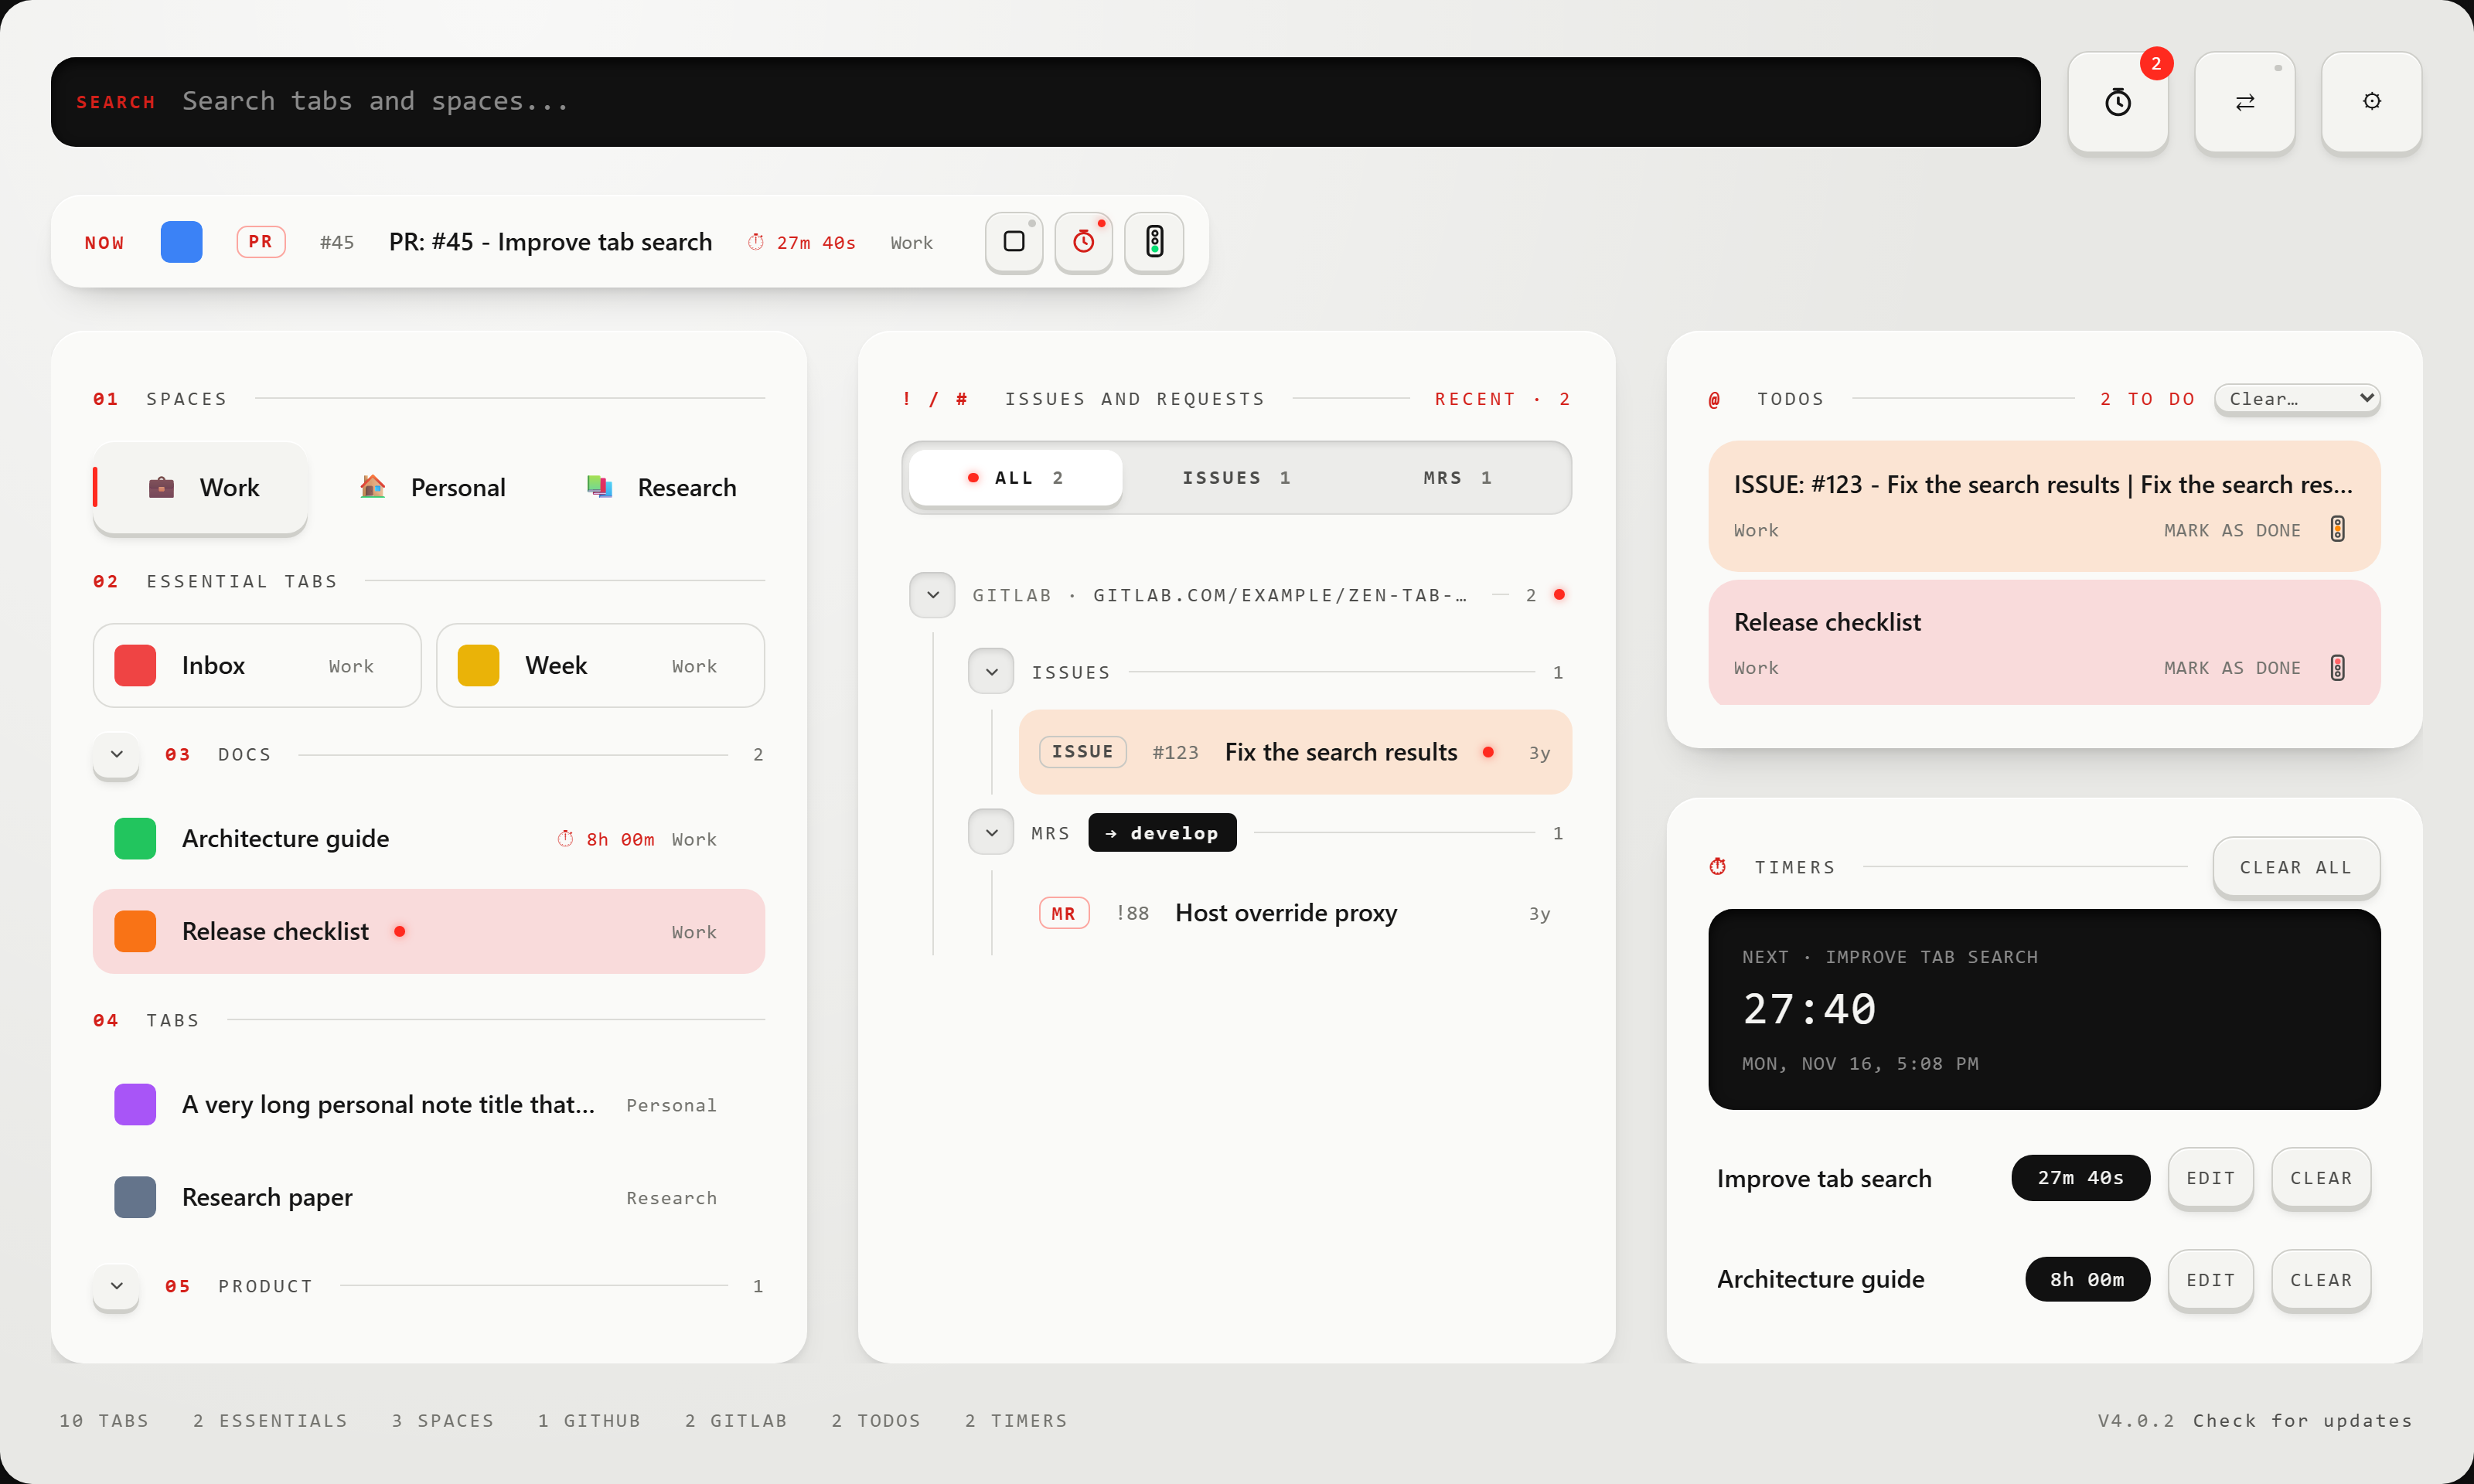 SEARCH Search tabs and spaces...
2
NOW PR #45 PR: #45 - Improve tab search ⏱ 27m 40s Work
01 SPACES
Work Personal Research
02 ESSENTIAL TABS
Inbox Work Week Work
03 DOCS 2
Architecture guide ⏱ 8h 00m Work
Release checklist Work
04 TABS
A very long personal note title that... Personal
Research paper Research
05 PRODUCT 1
! / # ISSUES AND REQUESTS RECENT · 2
ALL 2 ISSUES 1 MRS 1
GITLAB · GITLAB.COM/EXAMPLE/ZEN-TAB-… 2
ISSUES 1
ISSUE #123 Fix the search results 3y
MRS → develop 1
MR !88 Host override proxy 3y
@ TODOS 2 TO DO Clear…
ISSUE: #123 - Fix the search results | Fix the search res...
Work MARK AS DONE
Release checklist
Work MARK AS DONE
⏱ TIMERS CLEAR ALL
NEXT · IMPROVE TAB SEARCH
27:40
MON, NOV 16, 5:08 PM
Improve tab search 27m 40s EDIT CLEAR
Architecture guide 8h 00m EDIT CLEAR
10 TABS 2 ESSENTIALS 3 SPACES 1 GITHUB 2 GITLAB 2 TODOS 2 TIMERS V4.0.2 Check for updates